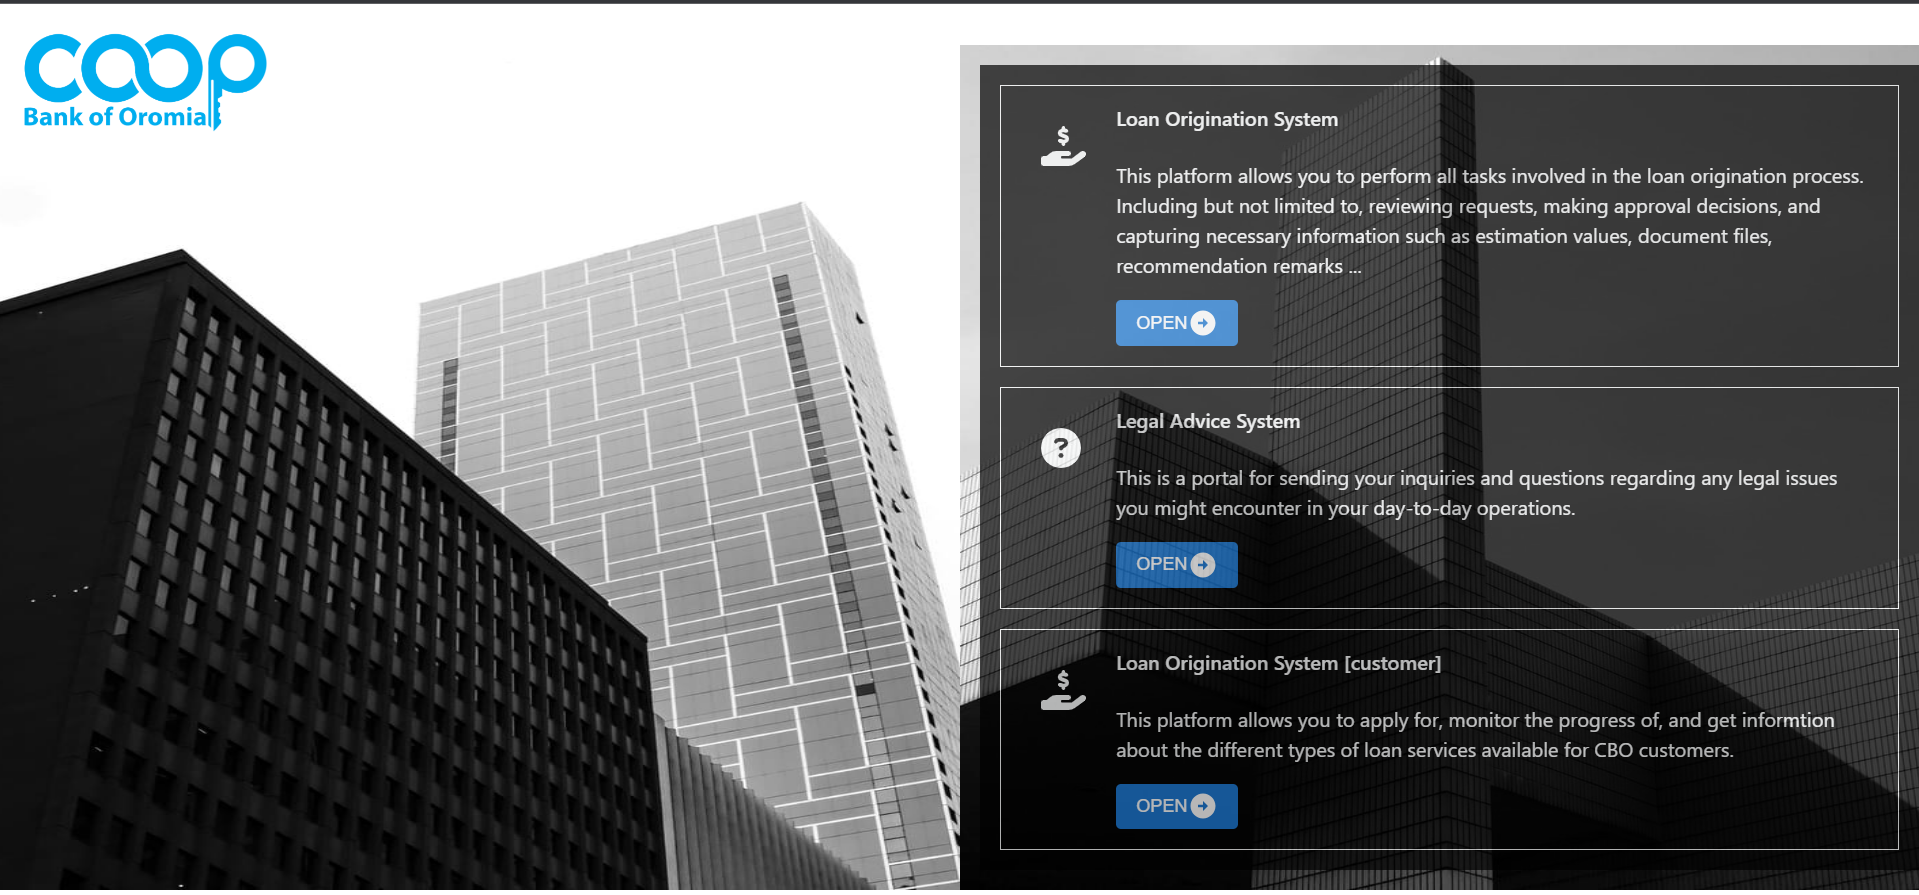 coop
Bank of Oromia
Loan Origination System
$
This platform allows you to perform all tasks involved in the loan origination process.
Including but not limited to, reviewing requests, making approval decisions, and
capturing necessary information such as estimation values, document files,
recommendation remarks ...
OPEN
Legal Advice System
?
This is a portal for sending your inquiries and questions regarding any legal issues
you might encounter in your day-to-day operations.
OPEN
Loan Origination System [customer]
$
This platform allows you to apply for, monitor the progress of, and get informtion
about the different types of loan services available for CBO customers.
OPEN